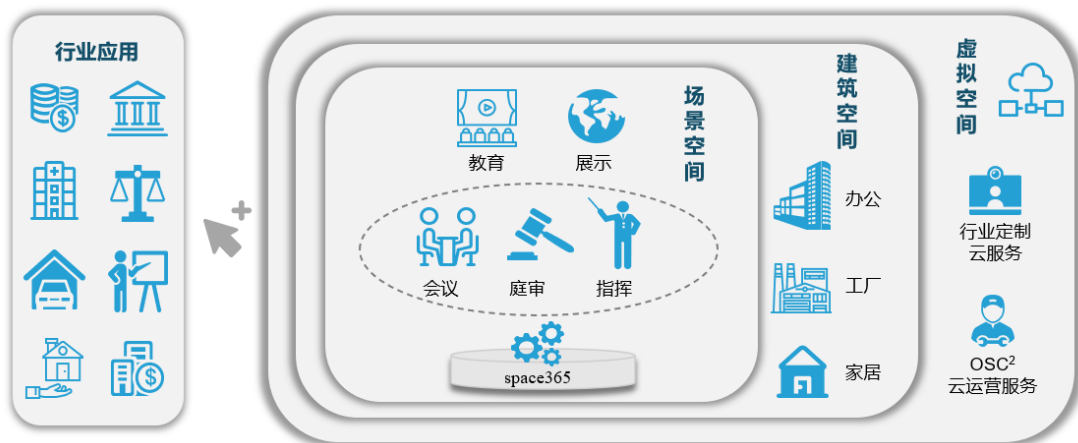 行业应用
教育
展示
会议
庭审
指挥
space365
场景空间
建筑空间
办公
工厂
家居
虚拟空间
行业定制
云服务
OSC²
云运营服务